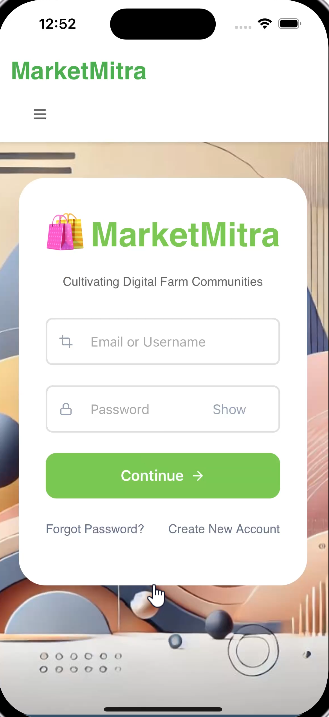 12:52
MarketMitra
MarketMitra
Cultivating Digital Farm Communities
Email or Username
Password Show
Continue →
Forgot Password? Create New Account